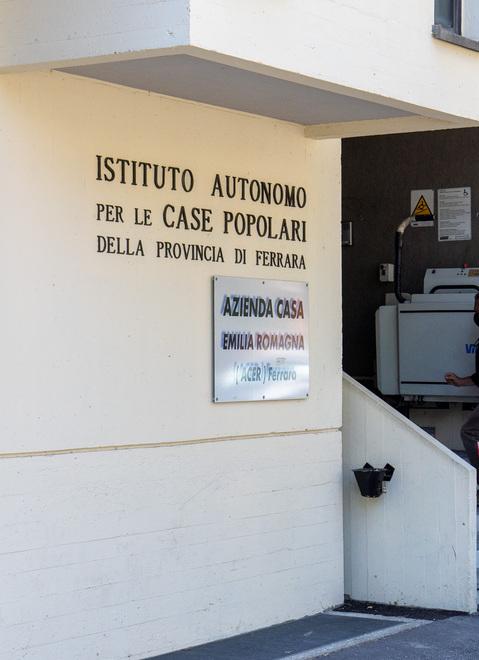 ISTITUTO AUTONOMO
PER LE CASE POPOLARI
DELLA PROVINCIA DI FERRARA
AZIENDA CASA
EMILIA ROMAGNA
(ACER) Ferrara